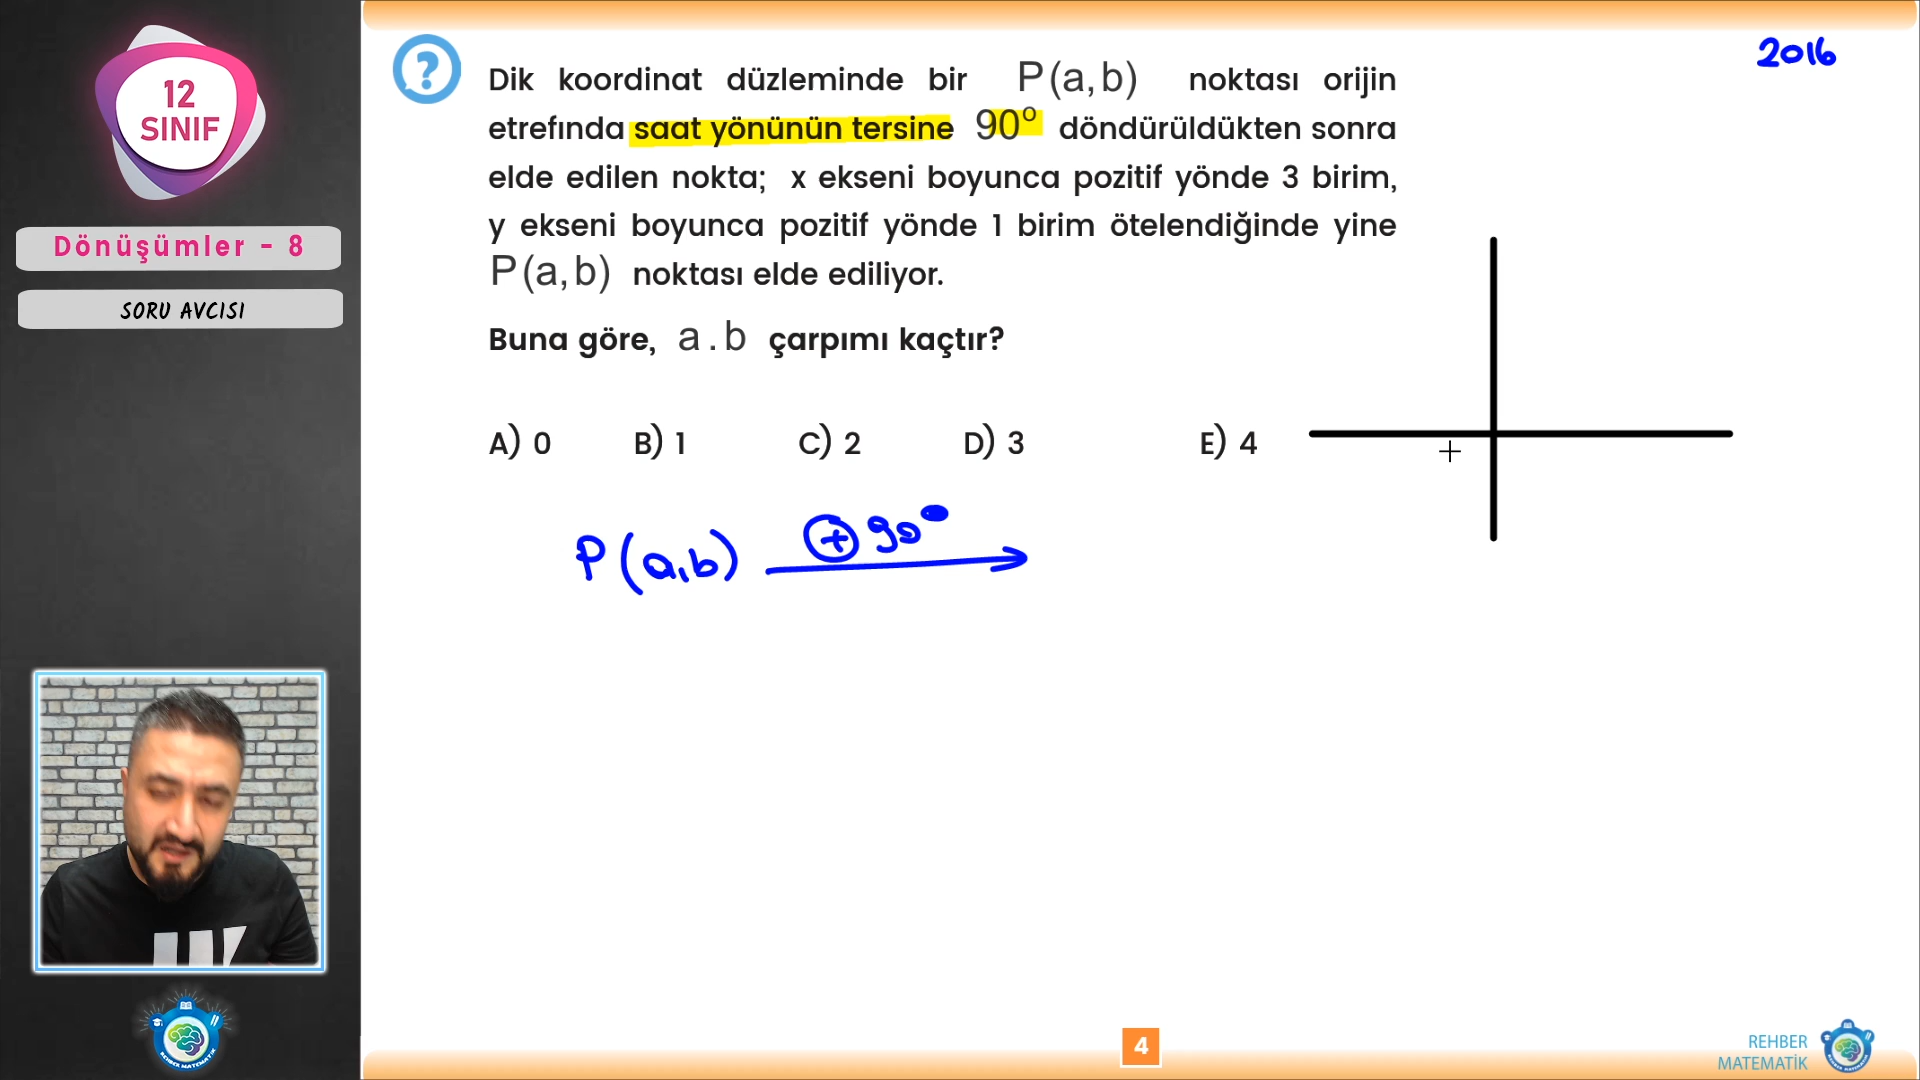 12
SINIF
Dönüşümler - 8
SORU AVCISI
2016
Dik koordinat düzleminde bir P(a,b) noktası orijin
etrefında saat yönünün tersine 90° döndürüldükten sonra
elde edilen nokta; x ekseni boyunca pozitif yönde 3 birim,
y ekseni boyunca pozitif yönde 1 birim ötelendiğinde yine
P(a,b) noktası elde ediliyor.
Buna göre, a.b çarpımı kaçtır?
A) 0 B) 1 C) 2 D) 3 E) 4
P(a,b) + 90°
4
REHBER
MATEMATİK
REHBER MATEMATİK